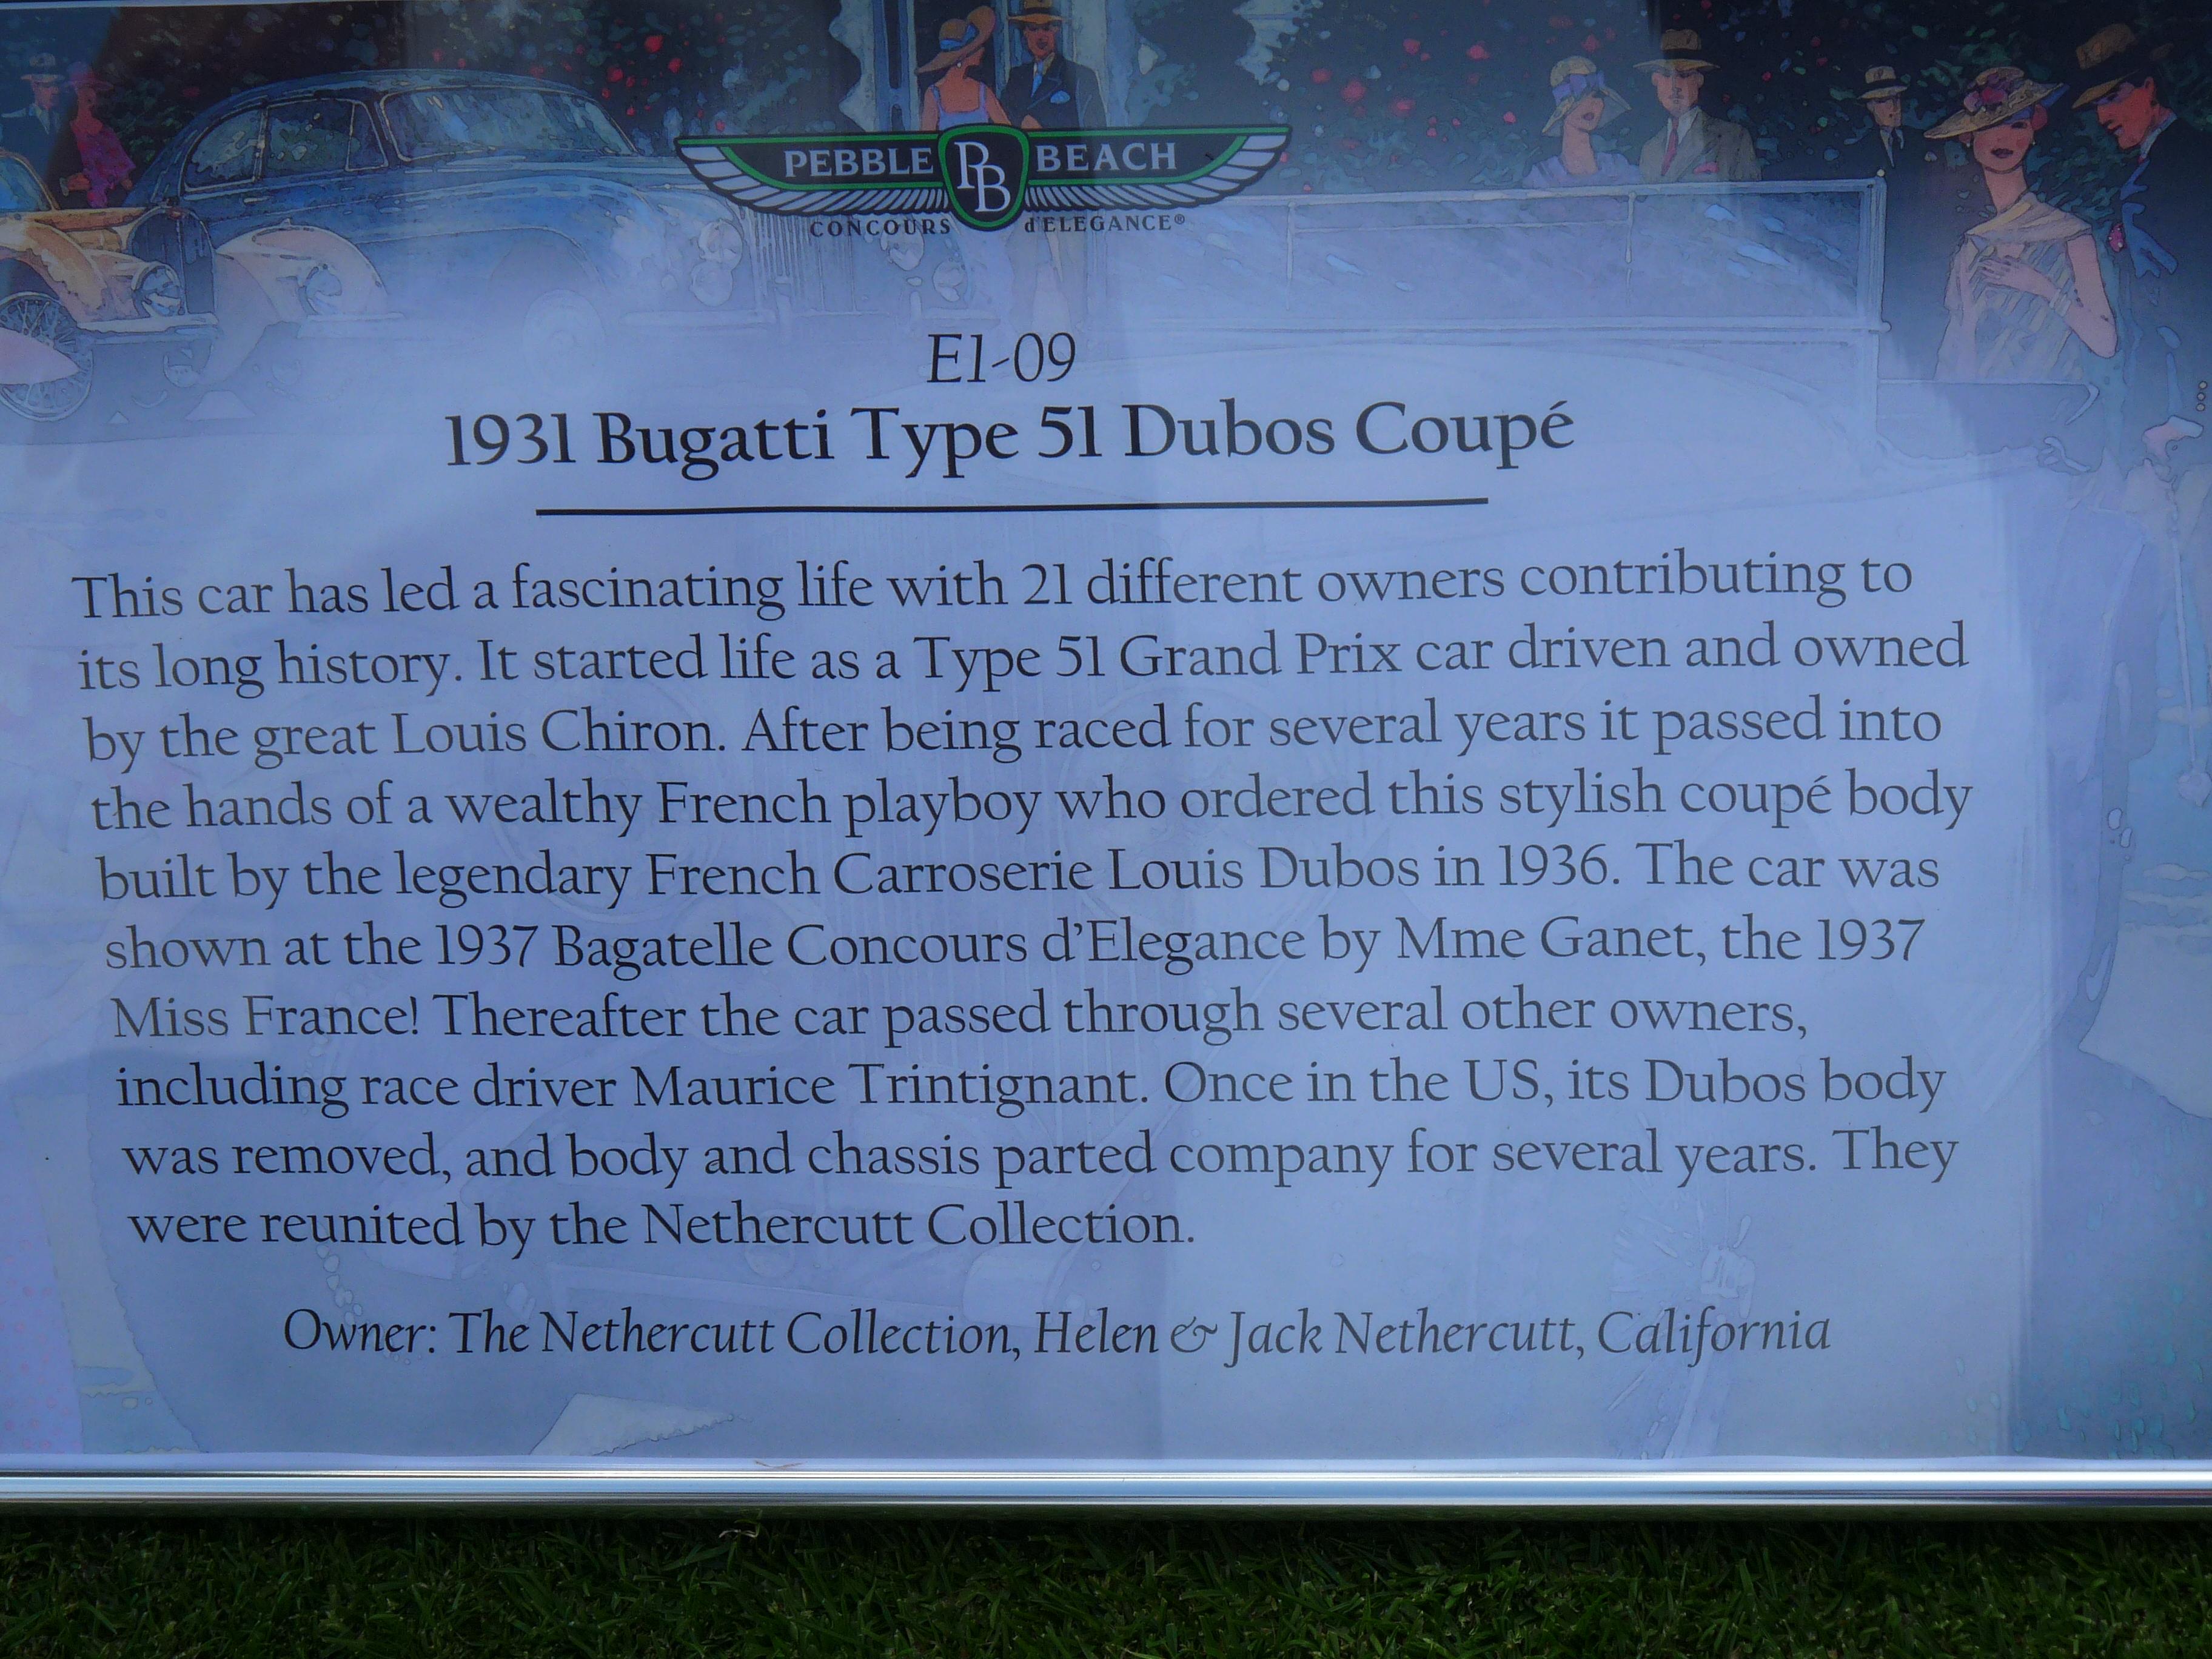 PEBBLE PB BEACH
CONCOURS d'ELEGANCE®
E1-09
1931 Bugatti Type 51 Dubos Coupé
This car has led a fascinating life with 21 different owners contributing to
its long history. It started life as a Type 51 Grand Prix car driven and owned
by the great Louis Chiron. After being raced for several years it passed into
the hands of a wealthy French playboy who ordered this stylish coupé body
built by the legendary French Carroserie Louis Dubos in 1936. The car was
shown at the 1937 Bagatelle Concours d'Elegance by Mme Ganet, the 1937
Miss France! Thereafter the car passed through several other owners,
including race driver Maurice Trintignant. Once in the US, its Dubos body
was removed, and body and chassis parted company for several years. They
were reunited by the Nethercutt Collection.
Owner: The Nethercutt Collection, Helen & Jack Nethercutt, California